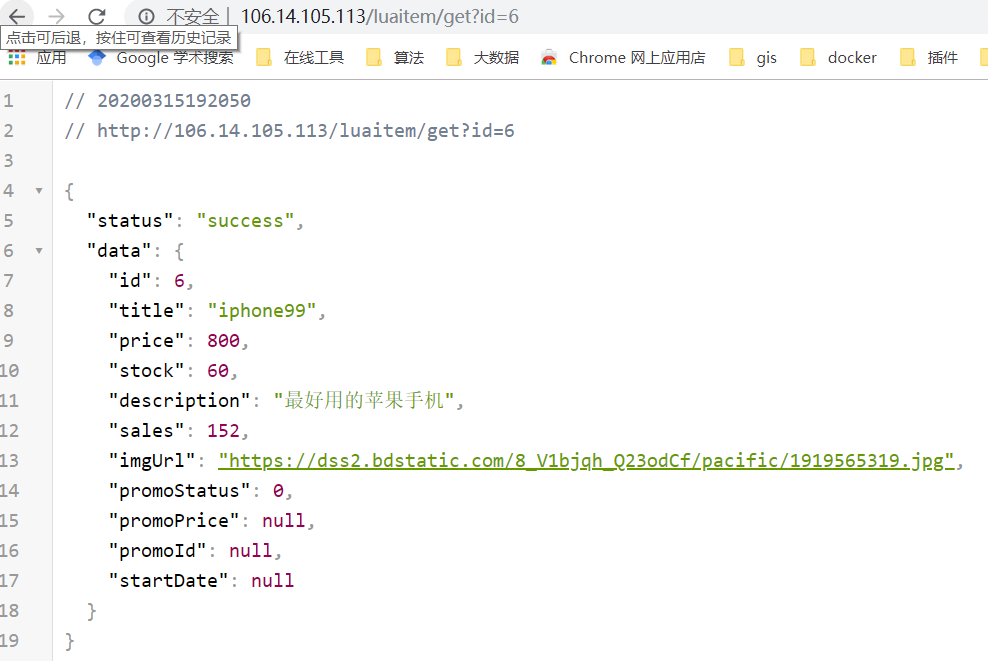 不安全 | 106.14.105.113/luaitem/get?id=6
点击可后退，按住可查看历史记录
应用 Google 学术搜索 在线工具 算法 大数据 Chrome 网上应用店 gis docker 插件
1 // 20200315192050
2 // http://106.14.105.113/luaitem/get?id=6
3
4 {
5 "status": "success",
6 "data": {
7 "id": 6,
8 "title": "iphone99",
9 "price": 800,
10 "stock": 60,
11 "description": "最好用的苹果手机",
12 "sales": 152,
13 "imgUrl": "https://dss2.bdstatic.com/8_V1bjqh_Q23odCf/pacific/1919565319.jpg",
14 "promoStatus": 0,
15 "promoPrice": null,
16 "promoId": null,
17 "startDate": null
18 }
19 }